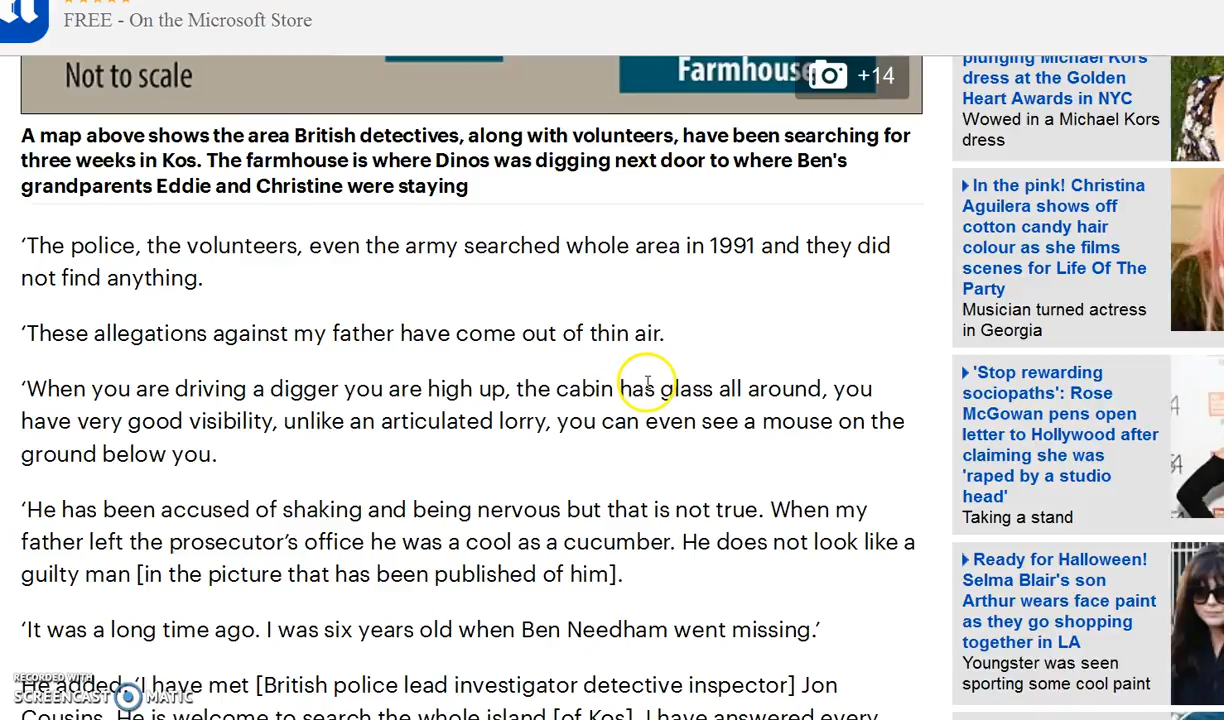 FREE - On the Microsoft Store
Not to scale
Farmhouse
+14
A map above shows the area British detectives, along with volunteers, have been searching for
three weeks in Kos. The farmhouse is where Dinos was digging next door to where Ben's
grandparents Eddie and Christine were staying
‘The police, the volunteers, even the army searched whole area in 1991 and they did
not find anything.
‘These allegations against my father have come out of thin air.
‘When you are driving a digger you are high up, the cabin has glass all around, you
have very good visibility, unlike an articulated lorry, you can even see a mouse on the
ground below you.
‘He has been accused of shaking and being nervous but that is not true. When my
father left the prosecutor’s office he was a cool as a cucumber. He does not look like a
guilty man [in the picture that has been published of him].
‘It was a long time ago. I was six years old when Ben Needham went missing.’
He added, ‘I have met [British police lead investigator detective inspector] Jon
Cousins. He is welcome to search the whole island [of Kos]. I have answered every
RECORDED WITH
SCREENCAST MATIC
plunging Michael Kors
dress at the Golden
Heart Awards in NYC
Wowed in a Michael Kors
dress
In the pink! Christina
Aguilera shows off
cotton candy hair
colour as she films
scenes for Life Of The
Party
Musician turned actress
in Georgia
'Stop rewarding
sociopaths': Rose
McGowan pens open
letter to Hollywood after
claiming she was
'raped by a studio
head'
Taking a stand
Ready for Halloween!
Selma Blair's son
Arthur wears face paint
as they go shopping
together in LA
Youngster was seen
sporting some cool paint